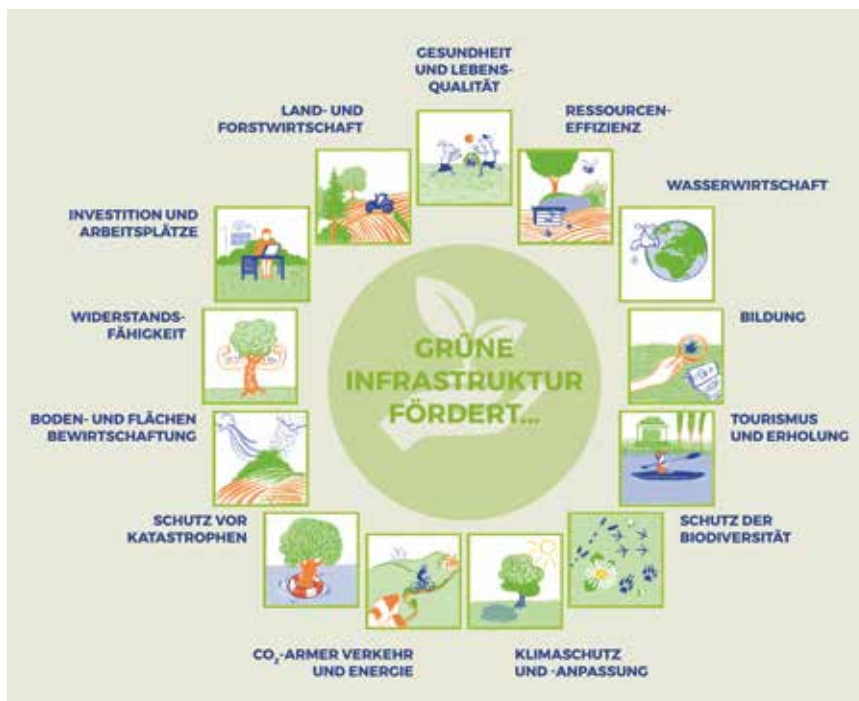 GESUNDHEIT
UND LEBENS-
QUALITÄT
RESSOURCEN-
EFFIZIENZ
WASSERWIRTSCHAFT
BILDUNG
TOURISMUS
UND ERHOLUNG
SCHUTZ DER
BIODIVERSITÄT
KLIMASCHUTZ
UND -ANPASSUNG
CO₂-ARMER VERKEHR
UND ENERGIE
SCHUTZ VOR
KATASTROPHEN
BODEN- UND FLÄCHEN
BEWIRTSCHAFTUNG
WIDERSTANDS-
FÄHIGKEIT
INVESTITION UND
ARBEITSPLÄTZE
LAND- UND
FORSTWIRTSCHAFT
GRÜNE
INFRASTRUKTUR
FÖRDERT...